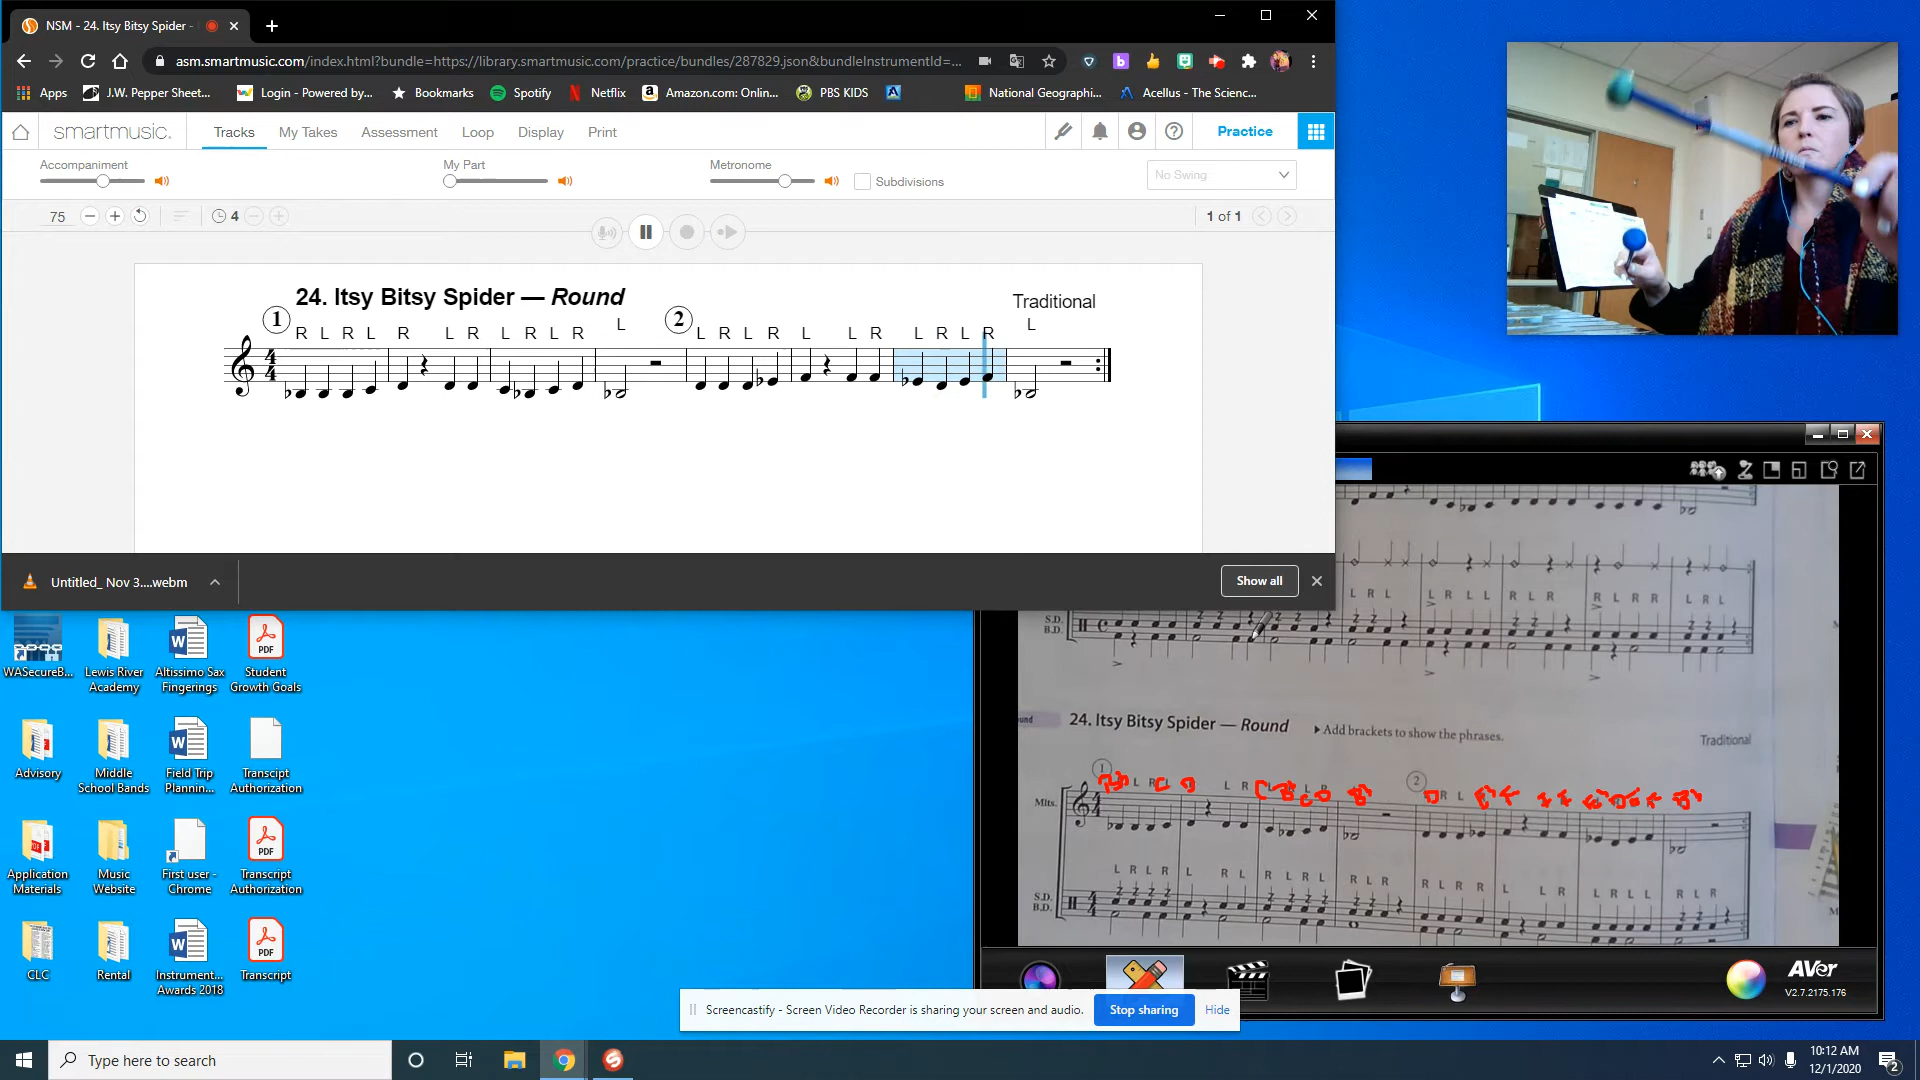 NSM - 24. Itsy Bitsy Spider -
asm.smartmusic.com/index.html?bundle=https://library.smartmusic.com/practice/bundles/287829.json&bundleInstrumentId=...
Apps J.W. Pepper Sheet... Login - Powered by... Bookmarks Spotify Netflix Amazon.com: Onlin... PBS KIDS National Geographi... Acellus - The Scienc...
smartmusic. Tracks My Takes Assessment Loop Display Print Practice
Accompaniment My Part Metronome Subdivisions No Swing
75 4 1 of 1
24. Itsy Bitsy Spider — Round
Traditional
1 R L R L R L R L R L R L 2 L R L R L L R L R L R L
Untitled_ Nov 3....webm Show all
WASecureB... Lewis River Academy Altissimo Sax Fingerings Student Growth Goals
Advisory Middle School Bands Field Trip Plannin... Transcipt Authorization
Application Materials Music Website First user - Chrome Transcript Authorization
CLC Rental Instrument... Awards 2018 Transcript
L R L L R L L R L R R L R R L R L
S.D.
B.D.
24. Itsy Bitsy Spider — Round Add brackets to show the phrases.
Traditional
1 2
Mlts.
L R L R L R L R L R L R L R R L R R L L R L R L L R L R
S.D.
B.D.
AVer
V2.7.2175.176
Screencastify - Screen Video Recorder is sharing your screen and audio. Stop sharing Hide
Type here to search
10:12 AM
12/1/2020
2